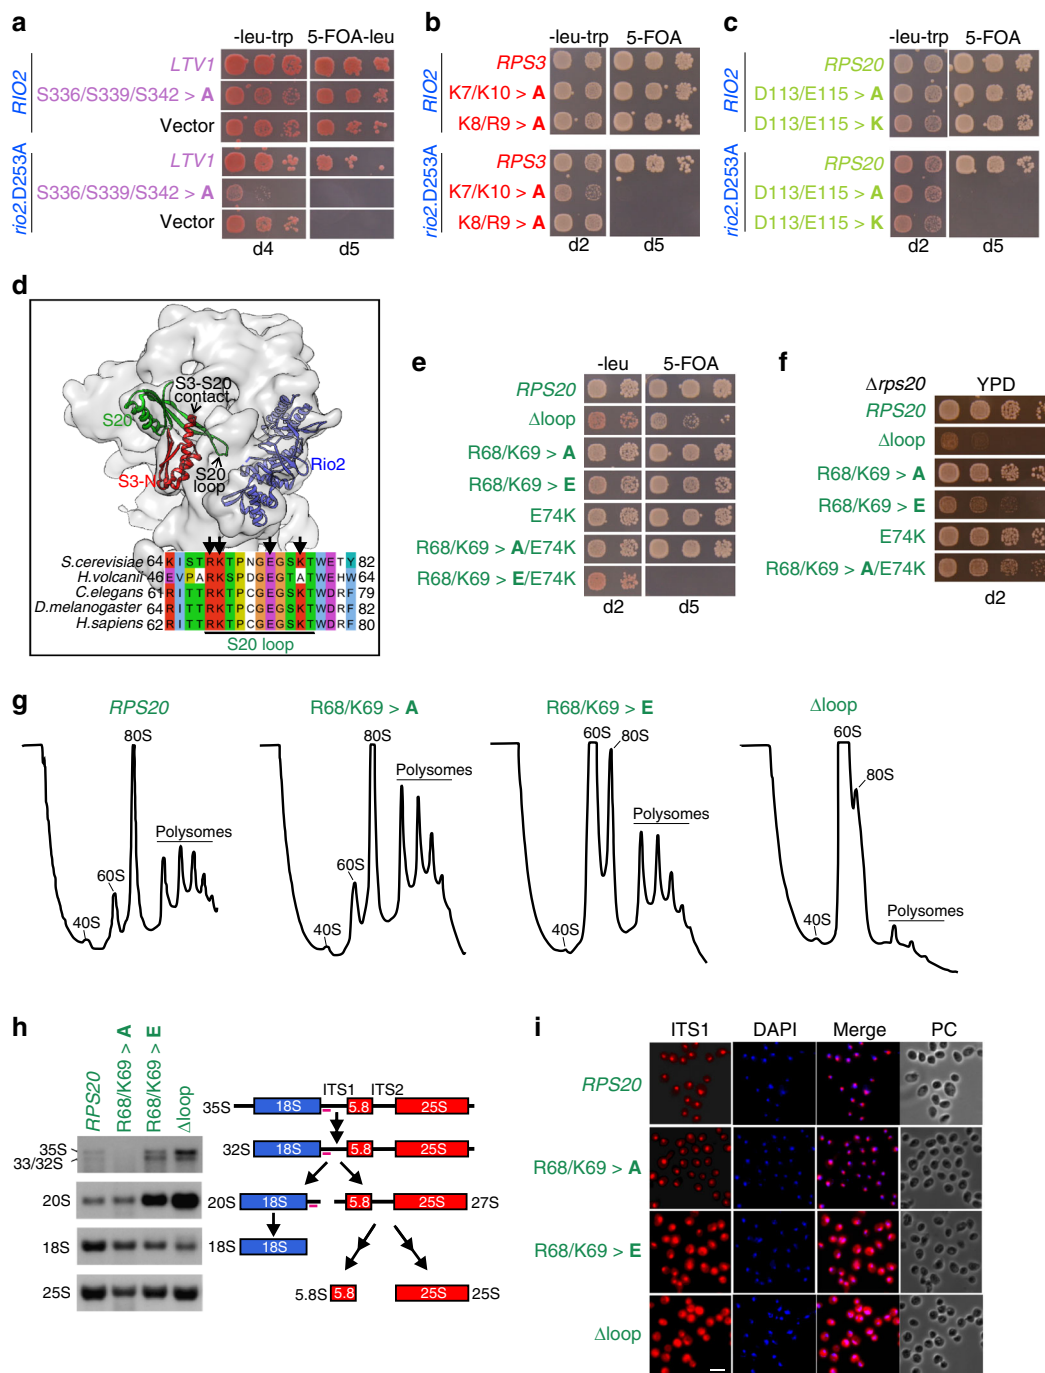 a
-leu-trp 5-FOA-leu
RIO2
LTV1
S336/S339/S342 > A
Vector
rio2.D253A
LTV1
S336/S339/S342 > A
Vector
d4 d5
b
-leu-trp 5-FOA
RIO2
RPS3
K7/K10 > A
K8/R9 > A
rio2.D253A
RPS3
K7/K10 > A
K8/R9 > A
d2 d5
c
-leu-trp 5-FOA
RIO2
RPS20
D113/E115 > A
D113/E115 > K
rio2.D253A
RPS20
D113/E115 > A
D113/E115 > K
d2 d5
d
S3-S20
contact
S20
S3-N
S20
loop
Rio2
S.cerevisiae 64 KISTRKTPNGEGSKTWETY 82
H.volcanii 46 EVPARKSPDGEGTATWEHW 64
C.elegans 61 RITTRKTPCGEGSKTWDRF 79
D.melanogaster 64 RITTRKTPCGEGSKTWDRF 82
H.sapiens 62 RITTRKTPCGEGSKTWDRF 80
S20 loop
e
-leu 5-FOA
RPS20
Δloop
R68/K69 > A
R68/K69 > E
E74K
R68/K69 > A/E74K
R68/K69 > E/E74K
d2 d5
f
Δrps20 YPD
RPS20
Δloop
R68/K69 > A
R68/K69 > E
E74K
R68/K69 > A/E74K
d2
g
RPS20
40S
60S
80S
Polysomes
R68/K69 > A
40S
60S
80S
Polysomes
R68/K69 > E
40S
60S
80S
Polysomes
Δloop
40S
60S
80S
Polysomes
h
RPS20
R68/K69 > A
R68/K69 > E
Δloop
35S
33/32S
20S
18S
25S
ITS1 ITS2
35S 18S 5.8 25S
32S 18S 5.8 25S
20S 18S 5.8 25S 27S
18S 18S
5.8S 5.8 25S 25S
i
ITS1 DAPI Merge PC
RPS20
R68/K69 > A
R68/K69 > E
Δloop